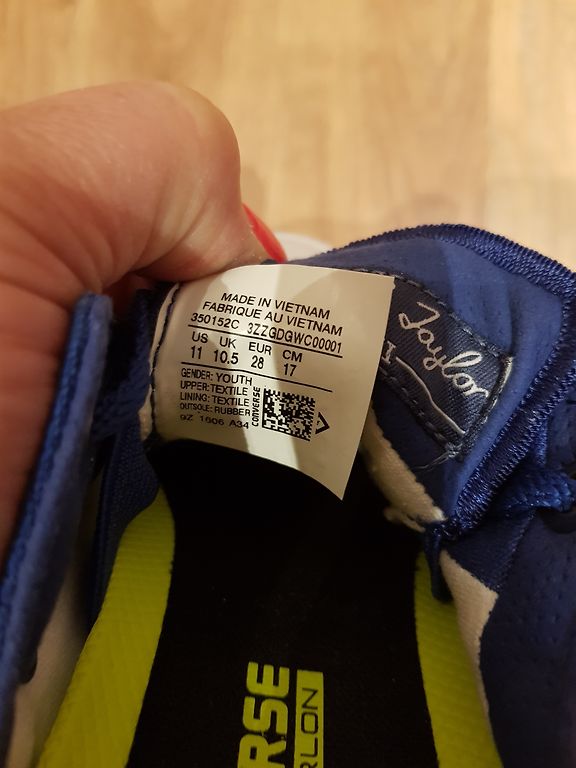 MADE IN VIETNAM
FABRIQUE AU VIETNAM
350152C 3ZZGDGWC00001
US UK EUR CM
11 10.5 28 17
GENDER: YOUTH
UPPER: TEXTILE
LINING: TEXTILE
OUTSOLE: RUBBER
9Z 1606 A34
CONVERSE
Taylor
RSE
RLON